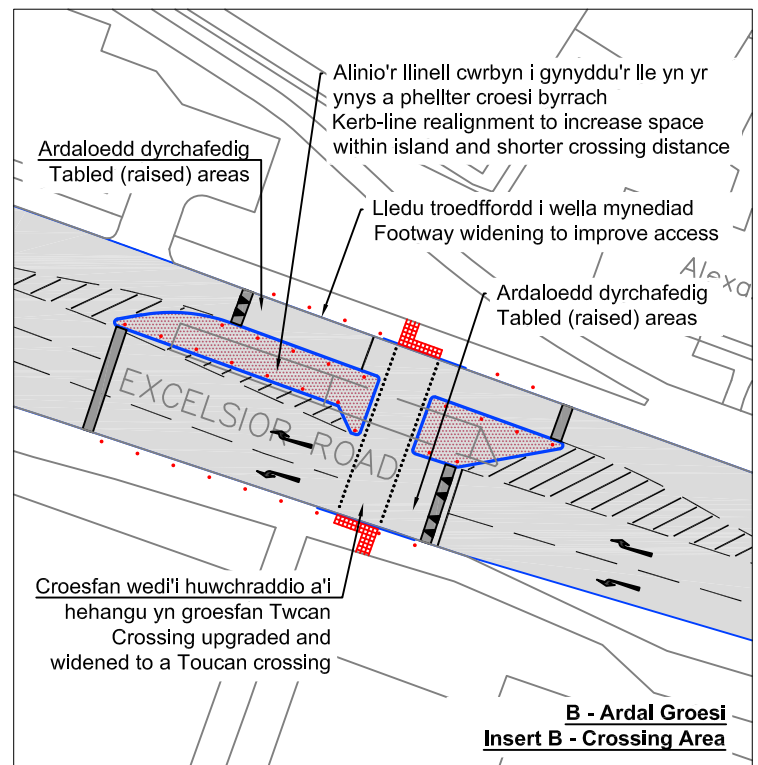 Alinio'r llinell cwrbyn i gynyddu'r lle yn yr
ynys a phellter croesi byrrach
Kerb-line realignment to increase space
within island and shorter crossing distance
Ardaloedd dyrchafedig
Tabled (raised) areas
Lledu troedffordd i wella mynediad
Footway widening to improve access
Ardaloedd dyrchafedig
Tabled (raised) areas
EXCELSIOR ROAD
Croesfan wedi'i huwchraddio a'i
hehangu yn groesfan Twcan
Crossing upgraded and
widened to a Toucan crossing
B - Ardal Groesi
Insert B - Crossing Area